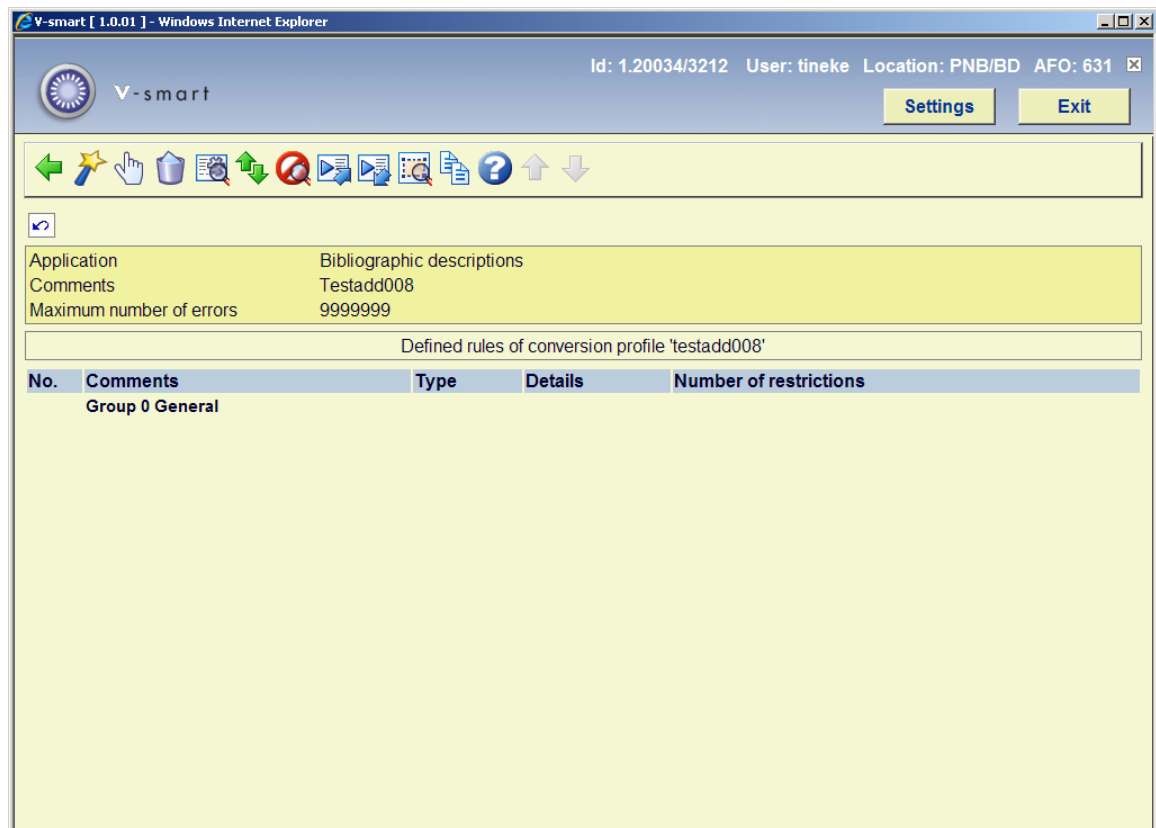 V-smart [ 1.0.01 ] - Windows Internet Explorer
Id: 1.20034/3212 User: tineke Location: PNB/BD AFO: 631
V-smart
Settings Exit
Application Bibliographic descriptions
Comments Testadd008
Maximum number of errors 9999999
Defined rules of conversion profile 'testadd008'
No. Comments Type Details Number of restrictions
Group 0 General